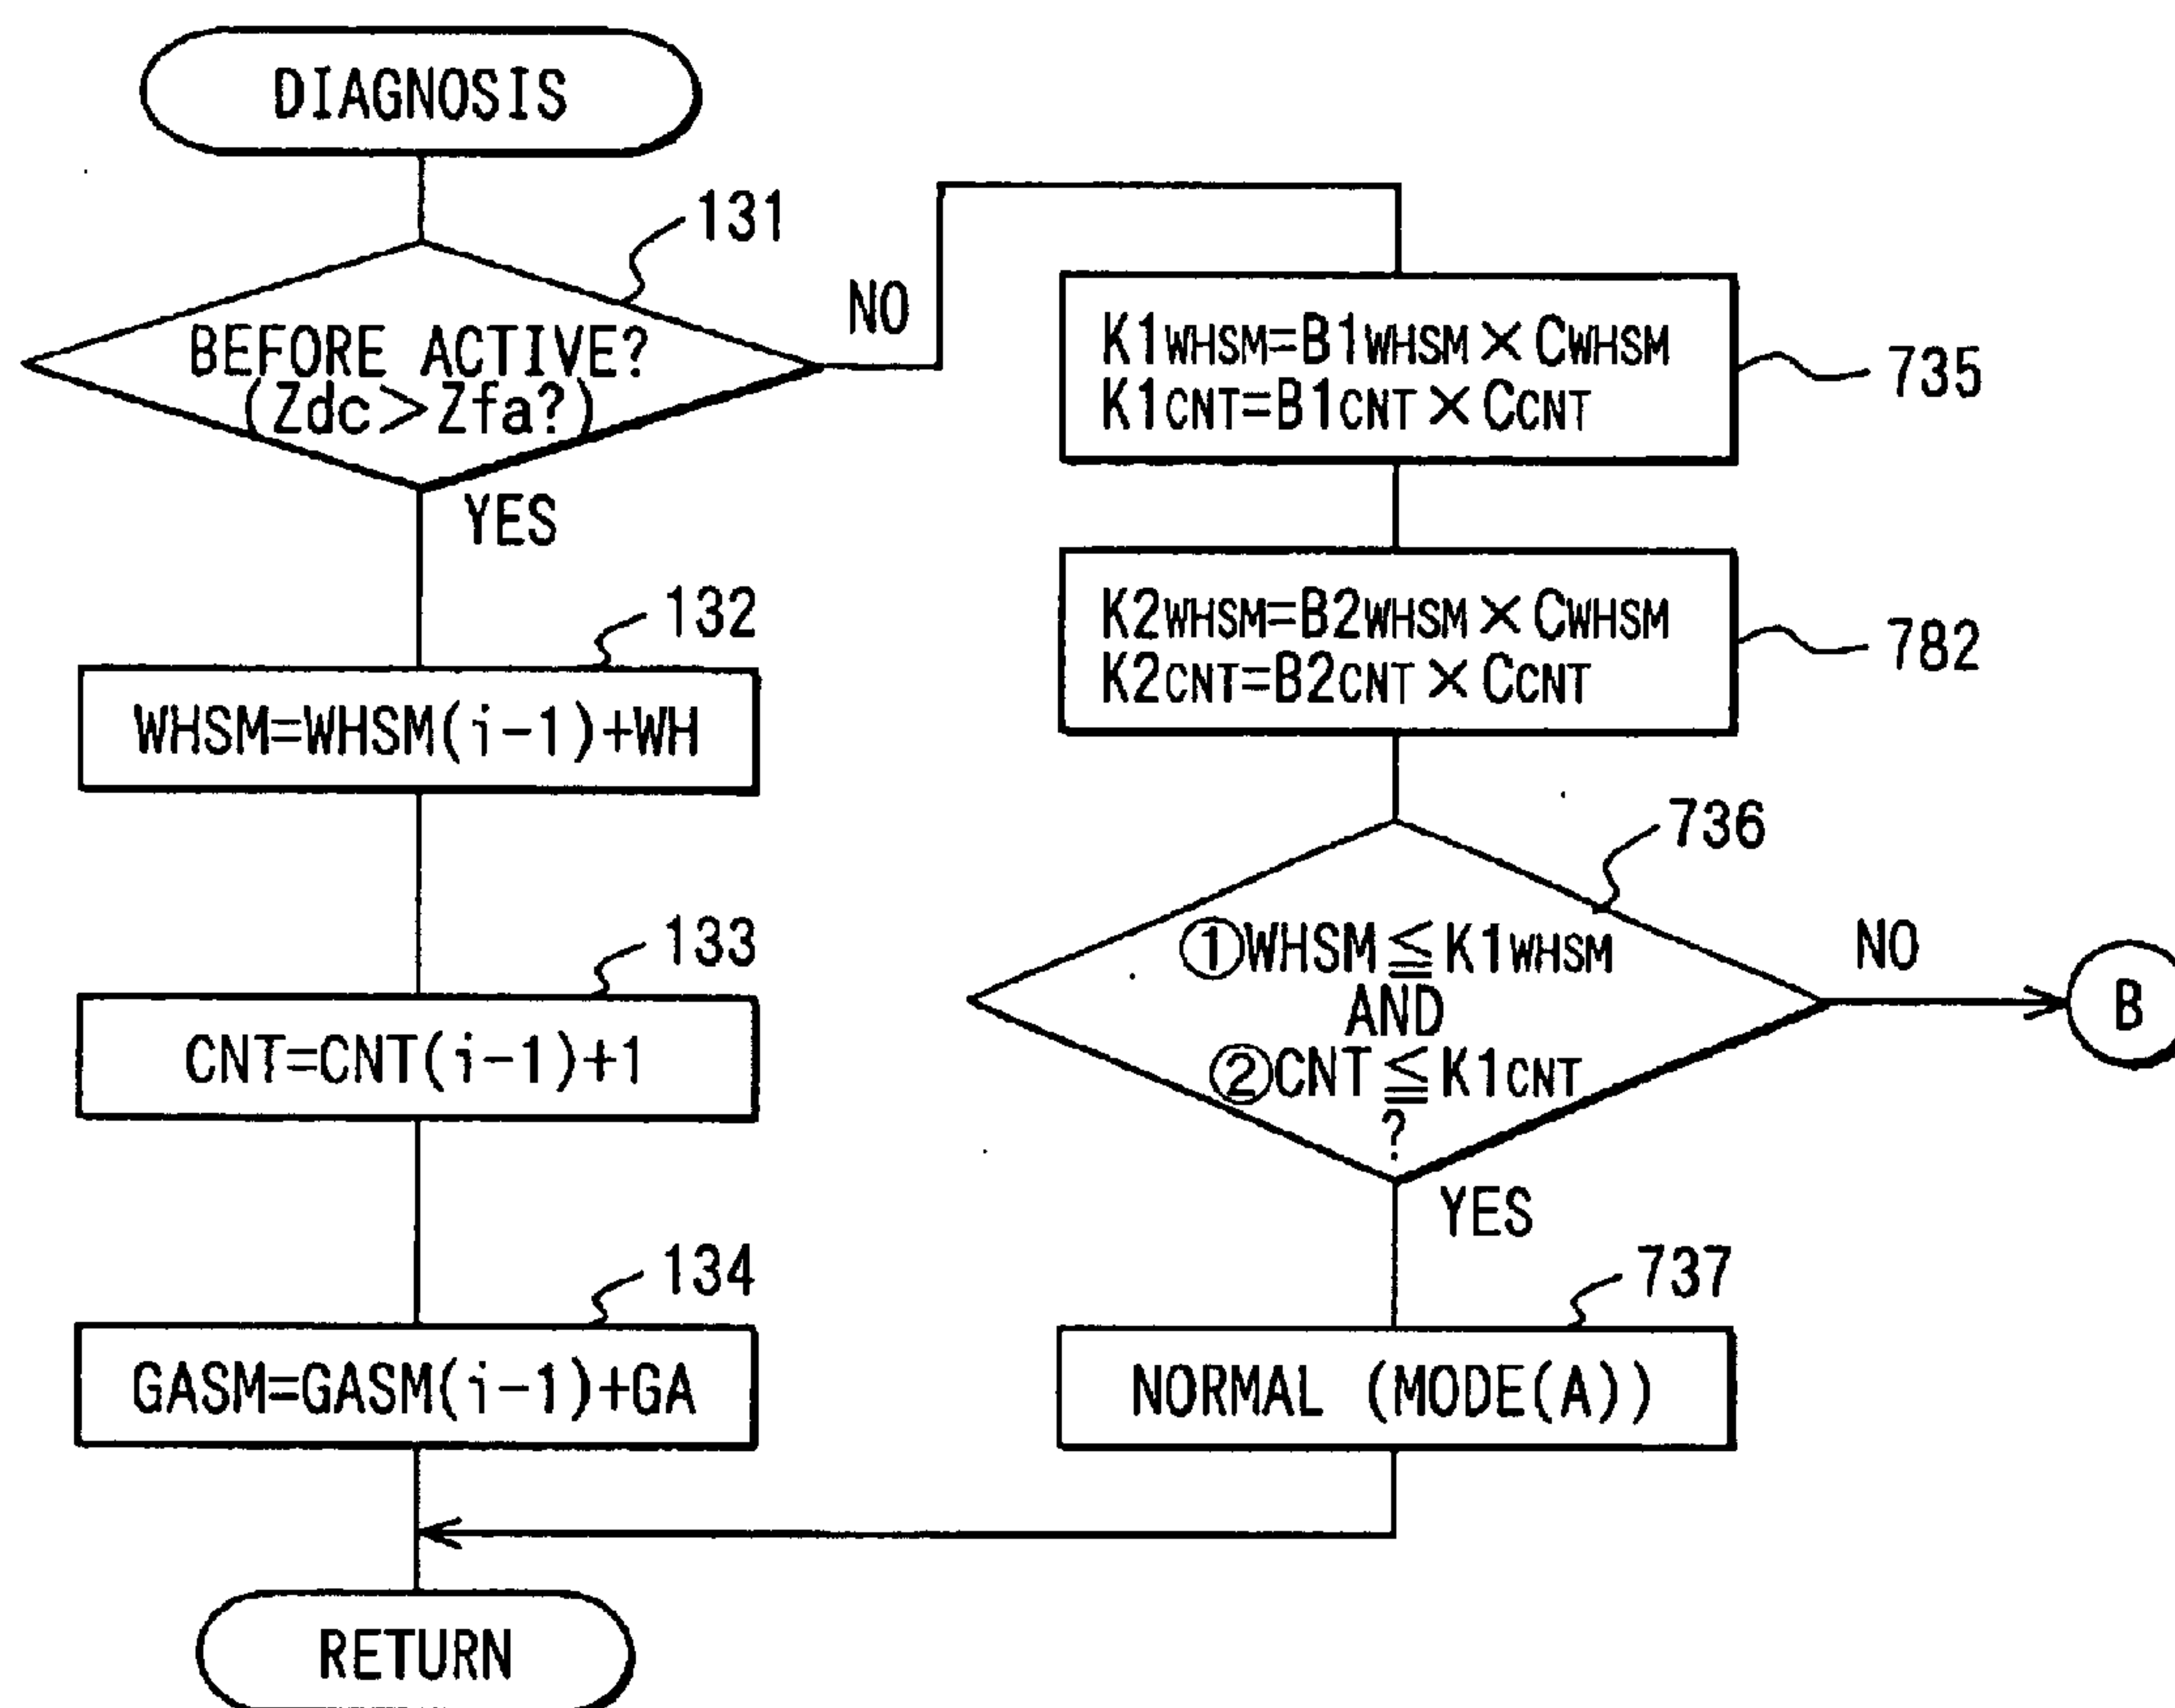 DIAGNOSIS
131
BEFORE ACTIVE?
(Zdc>Zfa?)
NO
YES
132
WHSM=WHSM(i-1)+WH
133
CNT=CNT(i-1)+1
134
GASM=GASM(i-1)+GA
RETURN
K1WHSM=B1WHSM×CWHSM
K1CNT=B1CNT×CCNT
735
K2WHSM=B2WHSM×CWHSM
K2CNT=B2CNT×CCNT
782
736
①WHSM≦K1WHSM
AND
②CNT≦K1CNT
?
NO
B
YES
737
NORMAL (MODE(A))